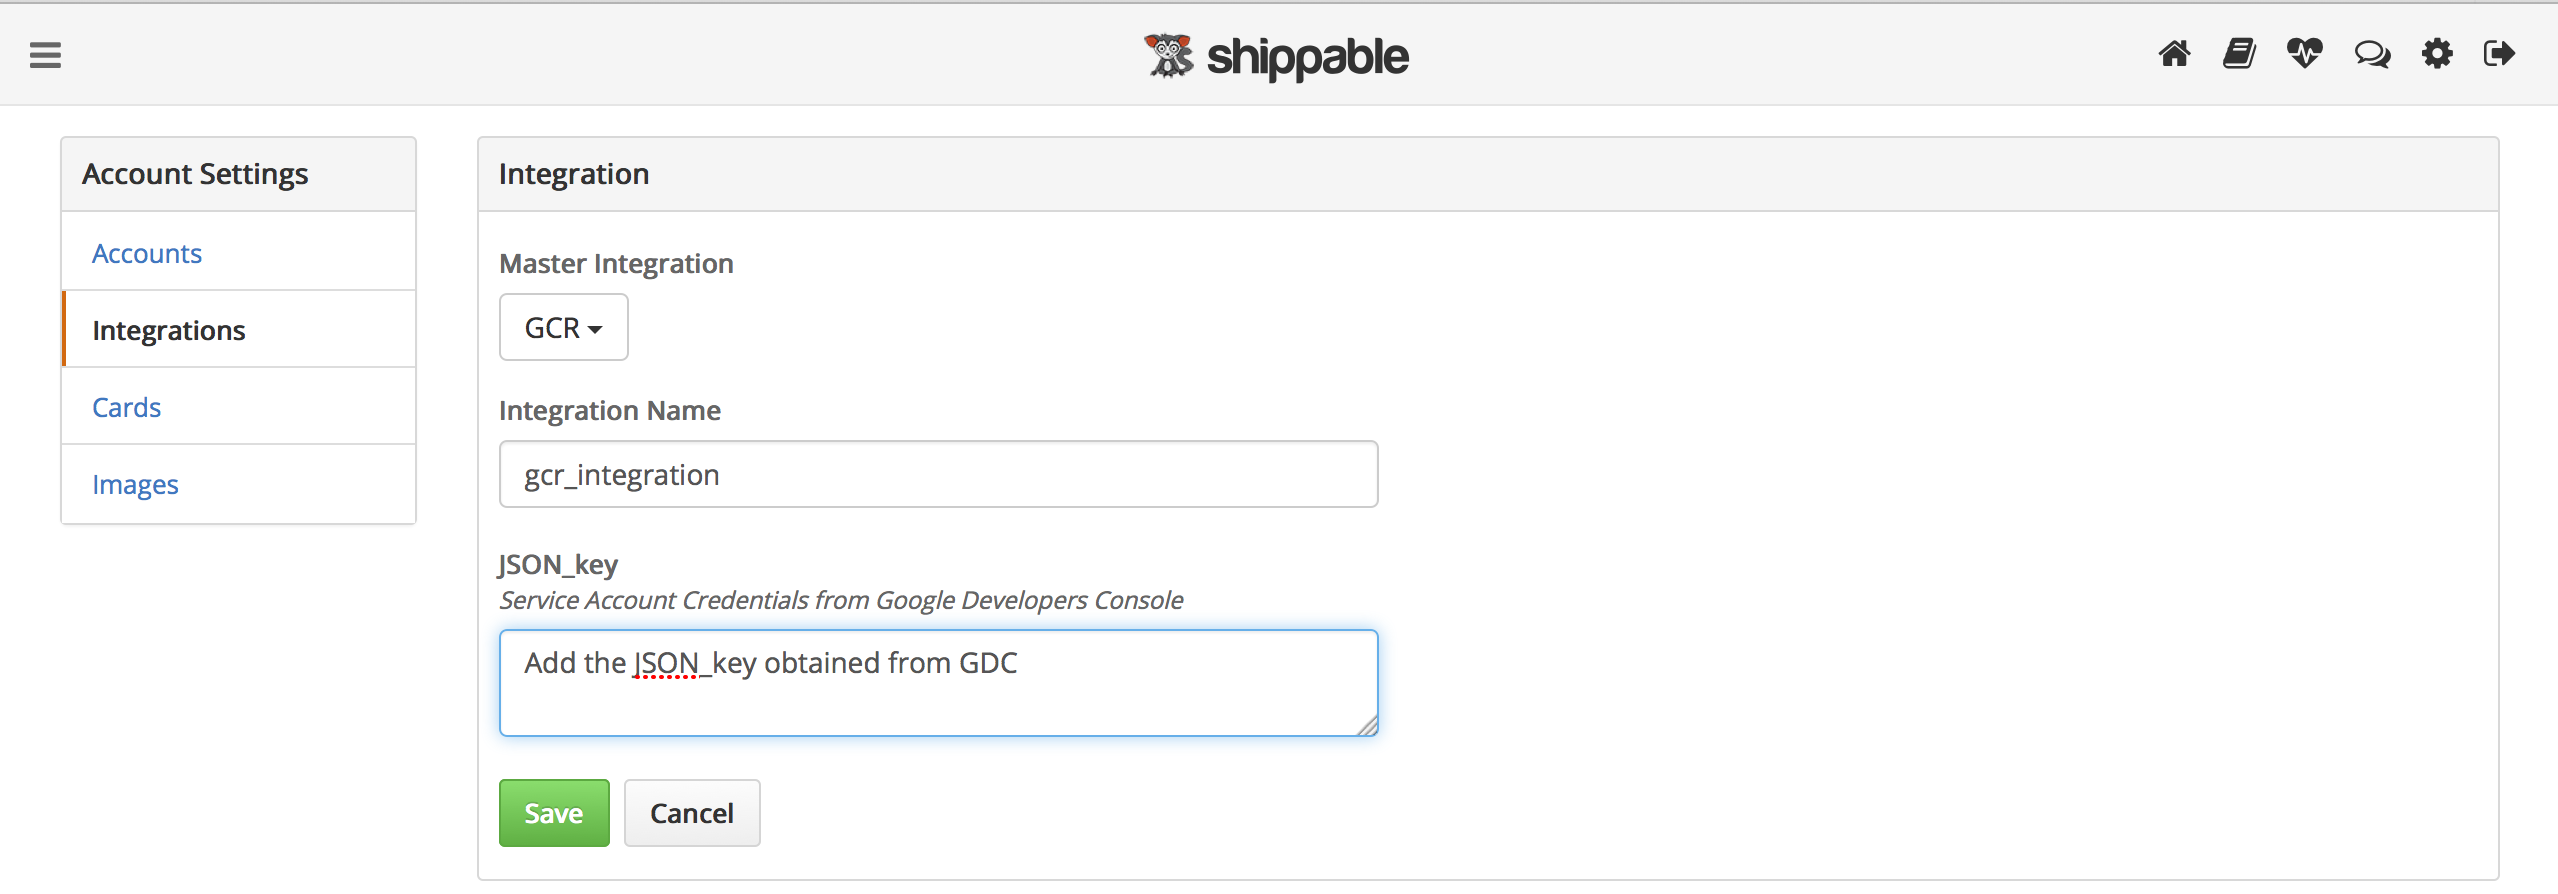 shippable
Account Settings
Accounts
Integrations
Cards
Images
Integration
Master Integration
GCR
Integration Name
gcr_integration
JSON_key
Service Account Credentials from Google Developers Console
Add the JSON_key obtained from GDC
Save Cancel